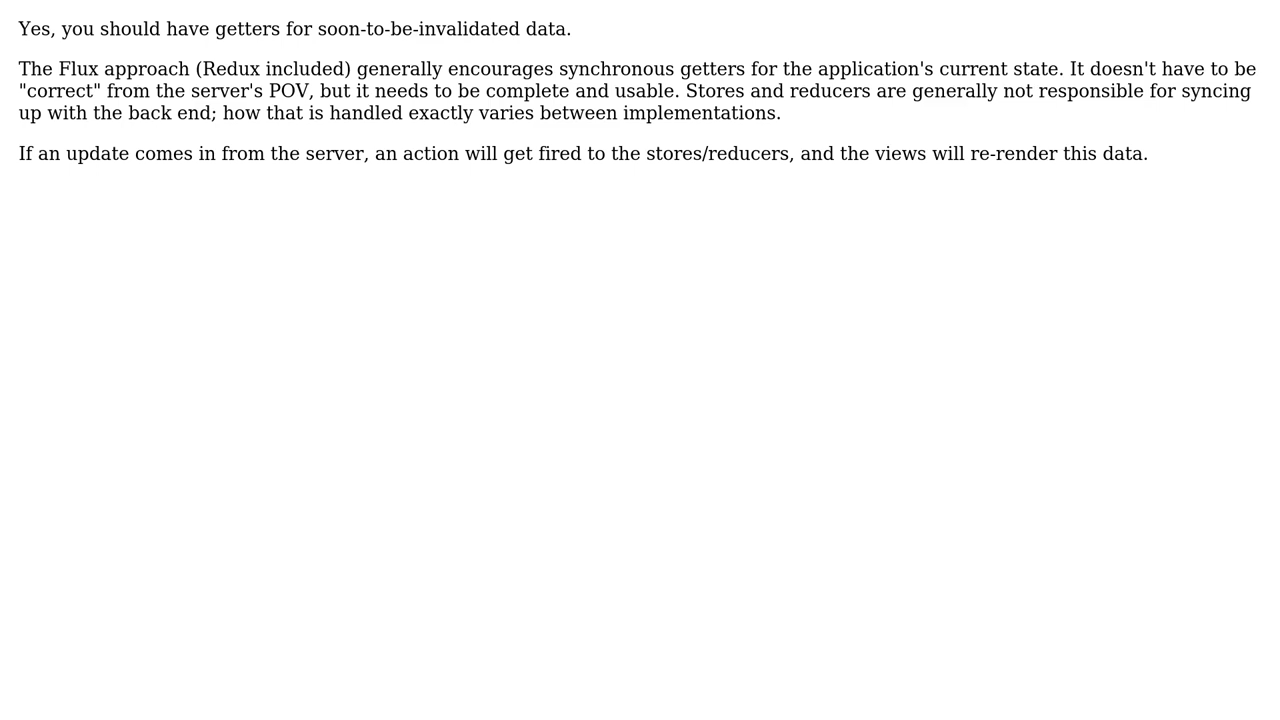 Yes, you should have getters for soon-to-be-invalidated data.
The Flux approach (Redux included) generally encourages synchronous getters for the application's current state. It doesn't have to be
"correct" from the server's POV, but it needs to be complete and usable. Stores and reducers are generally not responsible for syncing
up with the back end; how that is handled exactly varies between implementations.
If an update comes in from the server, an action will get fired to the stores/reducers, and the views will re-render this data.